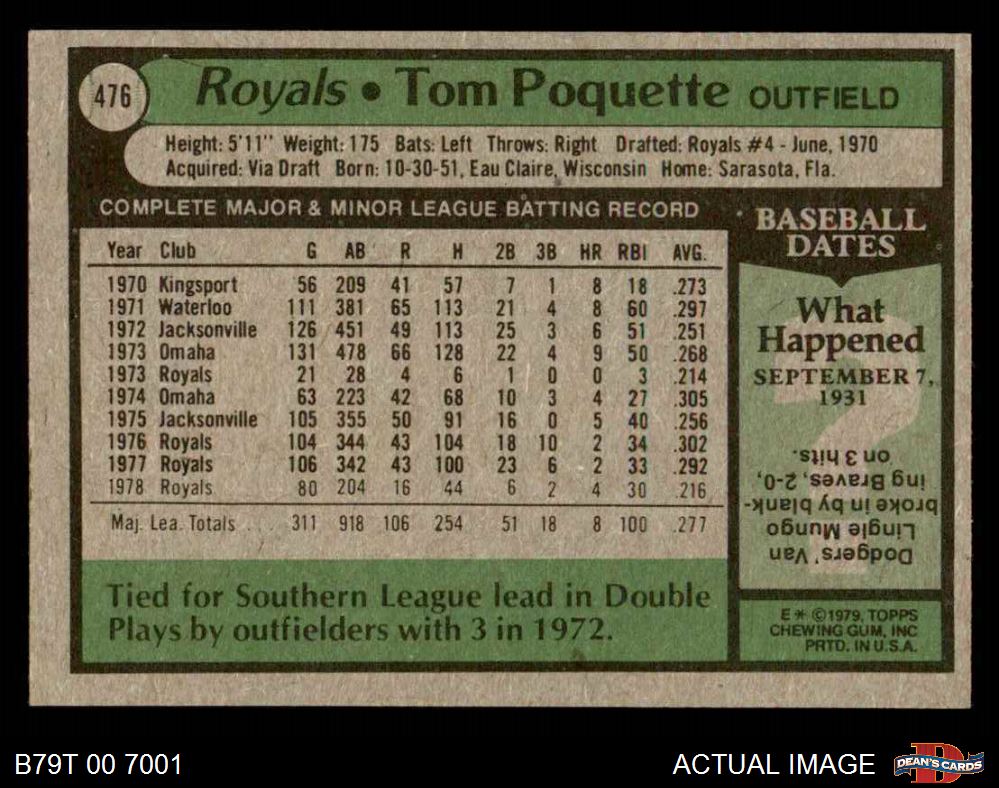 476
Royals • Tom Poquette OUTFIELD
Height: 5'11" Weight: 175 Bats: Left Throws: Right Drafted: Royals #4 - June, 1970
Acquired: Via Draft Born: 10-30-51, Eau Claire, Wisconsin Home: Sarasota, Fla.
COMPLETE MAJOR & MINOR LEAGUE BATTING RECORD
Year Club G AB R H 2B 3B HR RBI AVG.
1970 Kingsport 56 209 41 57 7 1 8 18 .273
1971 Waterloo 111 381 65 113 21 4 8 60 .297
1972 Jacksonville 126 451 49 113 25 3 6 51 .251
1973 Omaha 131 478 66 128 22 4 9 50 .268
1973 Royals 21 28 4 6 1 0 0 3 .214
1974 Omaha 63 223 42 68 10 3 4 27 .305
1975 Jacksonville 105 355 50 91 16 0 5 40 .256
1976 Royals 104 344 43 104 18 10 2 34 .302
1977 Royals 106 342 43 100 23 6 2 33 .292
1978 Royals 80 204 16 44 6 2 4 30 .216
Maj. Lea. Totals ... 311 918 106 254 51 18 8 100 .277
Tied for Southern League lead in Double
Plays by outfielders with 3 in 1972.
BASEBALL
DATES
What
Happened
SEPTEMBER 7,
1931
Dodgers' Van
Lingle Mungo
broke in by blank-
ing Braves, 2-0,
on 3 hits.
E * ©1979, TOPPS
CHEWING GUM, INC
PRTD. IN U.S.A.
B79T 00 7001
ACTUAL IMAGE
DEAN'S CARDS